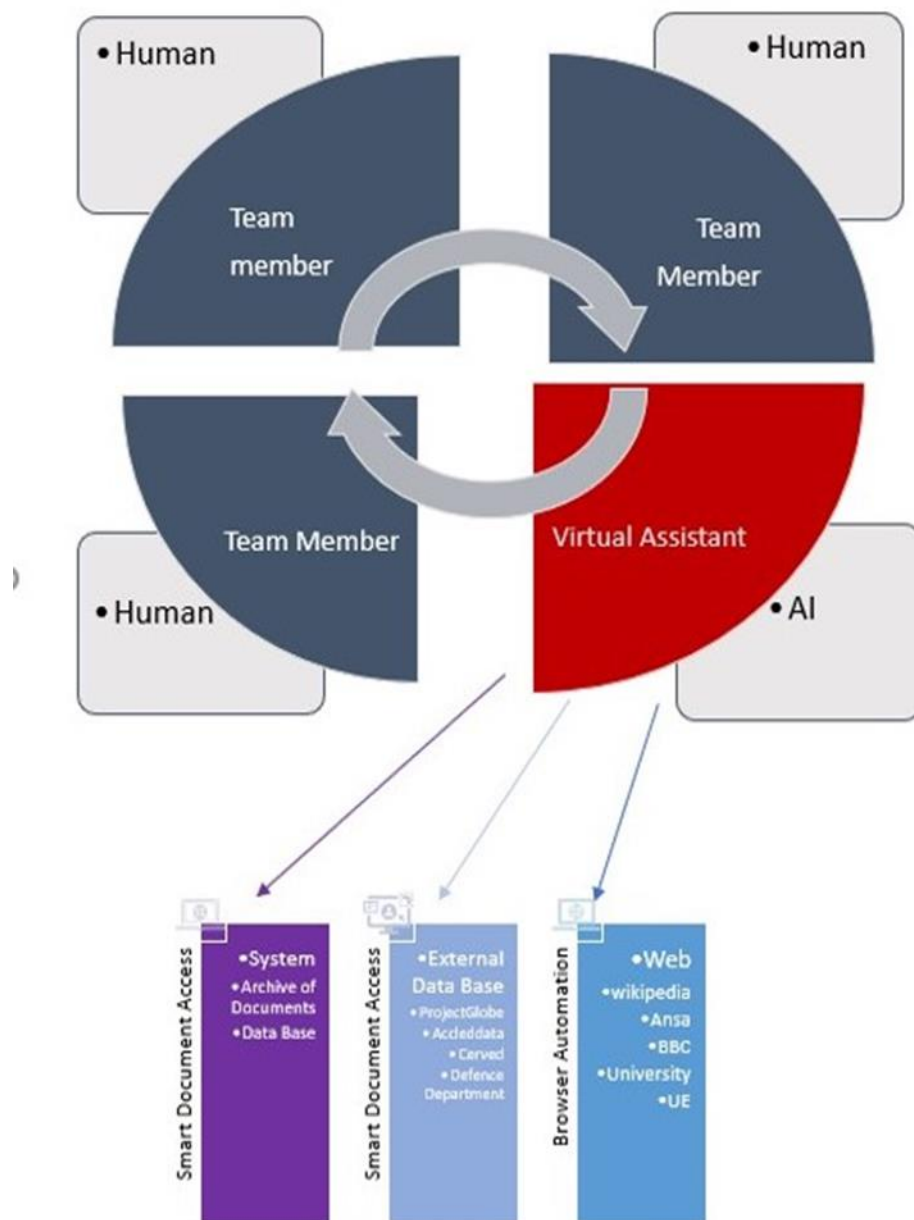 • Human
• Human
Team
member
Team
Member
Team Member
Virtual Assistant
• Human
• AI
Smart Document Access
•System
•Archive of
Documents
•Data Base
Smart Document Access
•External
Data Base
•ProjectGlobe
•Accleddata
•Cerved
•Defence
Department
Browser Automation
•Web
•wikipedia
•Ansa
•BBC
•University
•UE